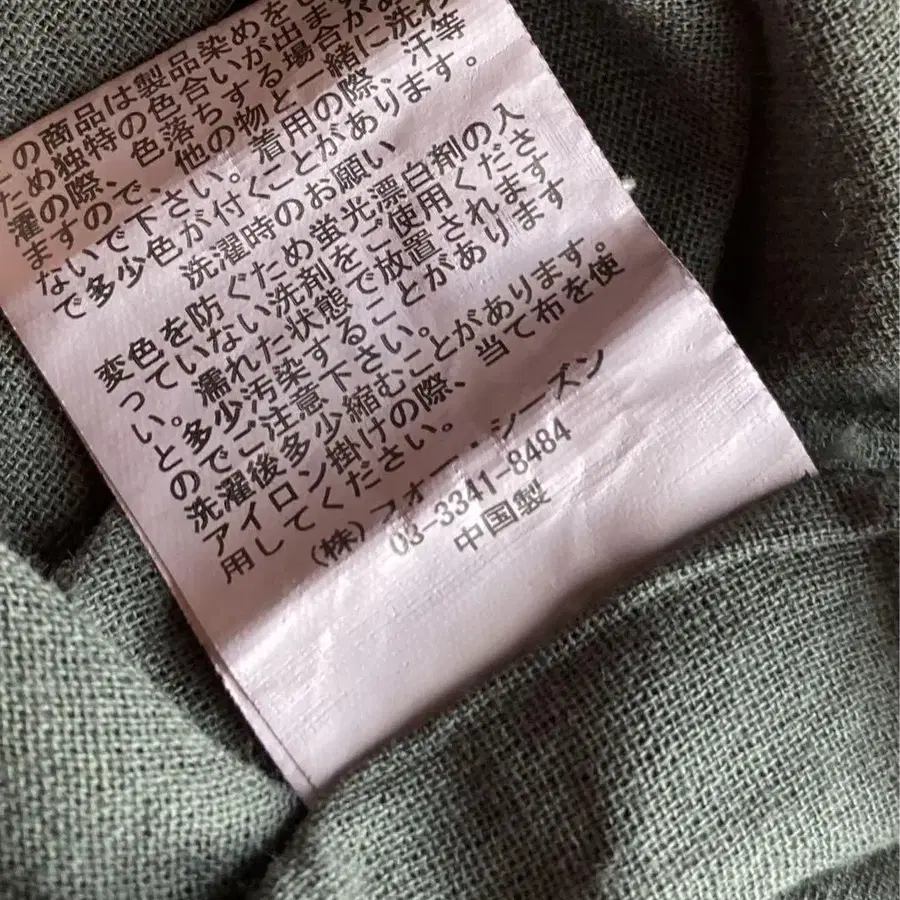 の商品は製品染めをし
ため独特の色合いが出ます
濯の際、色落ちする場合があ
ますので、他の物と一緒に洗わ
ないで下さい。着用の際、汗等
で多少色が付くことがあります。
洗濯時のお願い
変色を防ぐため蛍光漂白剤の入
っていない洗剤をご使用くださ
い。濡れた状態で放置されます
と多少汚染することがあります
のでご注意下さい。
洗濯後多少縮むことがあります。
アイロン掛けの際、当て布を使
用してください。
(株)フォー・シーズン
03-3341-8484
中国製